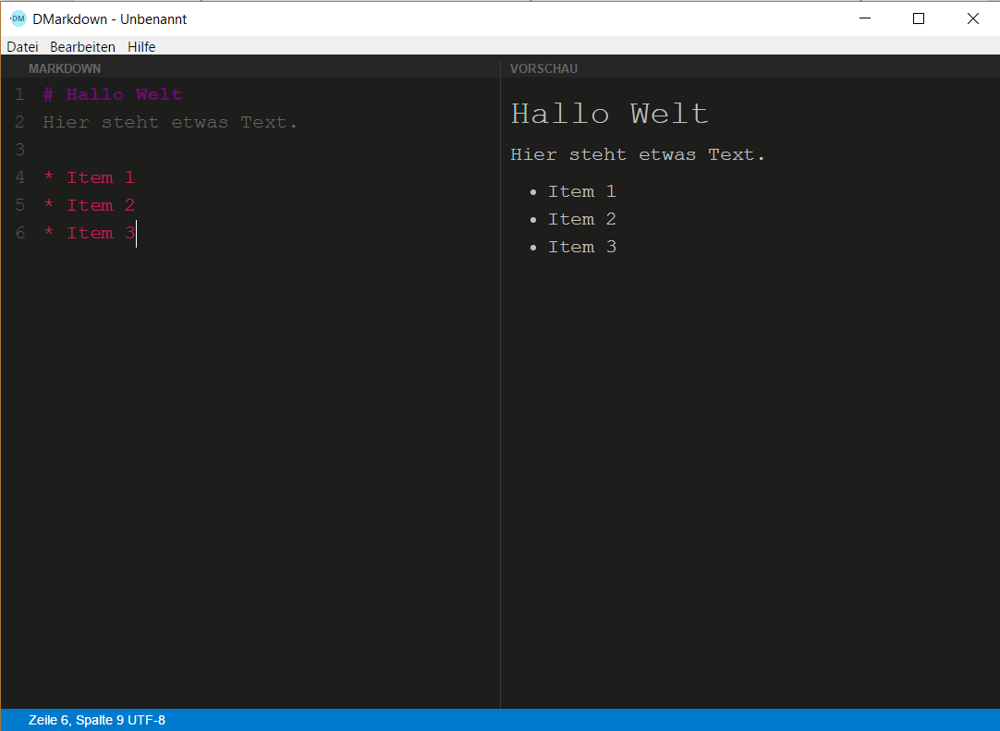 DM DMarkdown - Unbenannt
Datei Bearbeiten Hilfe
MARKDOWN
1 # Hallo Welt
2 Hier steht etwas Text.
3
4 * Item 1
5 * Item 2
6 * Item 3
VORSCHAU
Hallo Welt
Hier steht etwas Text.
• Item 1
• Item 2
• Item 3
Zeile 6, Spalte 9 UTF-8